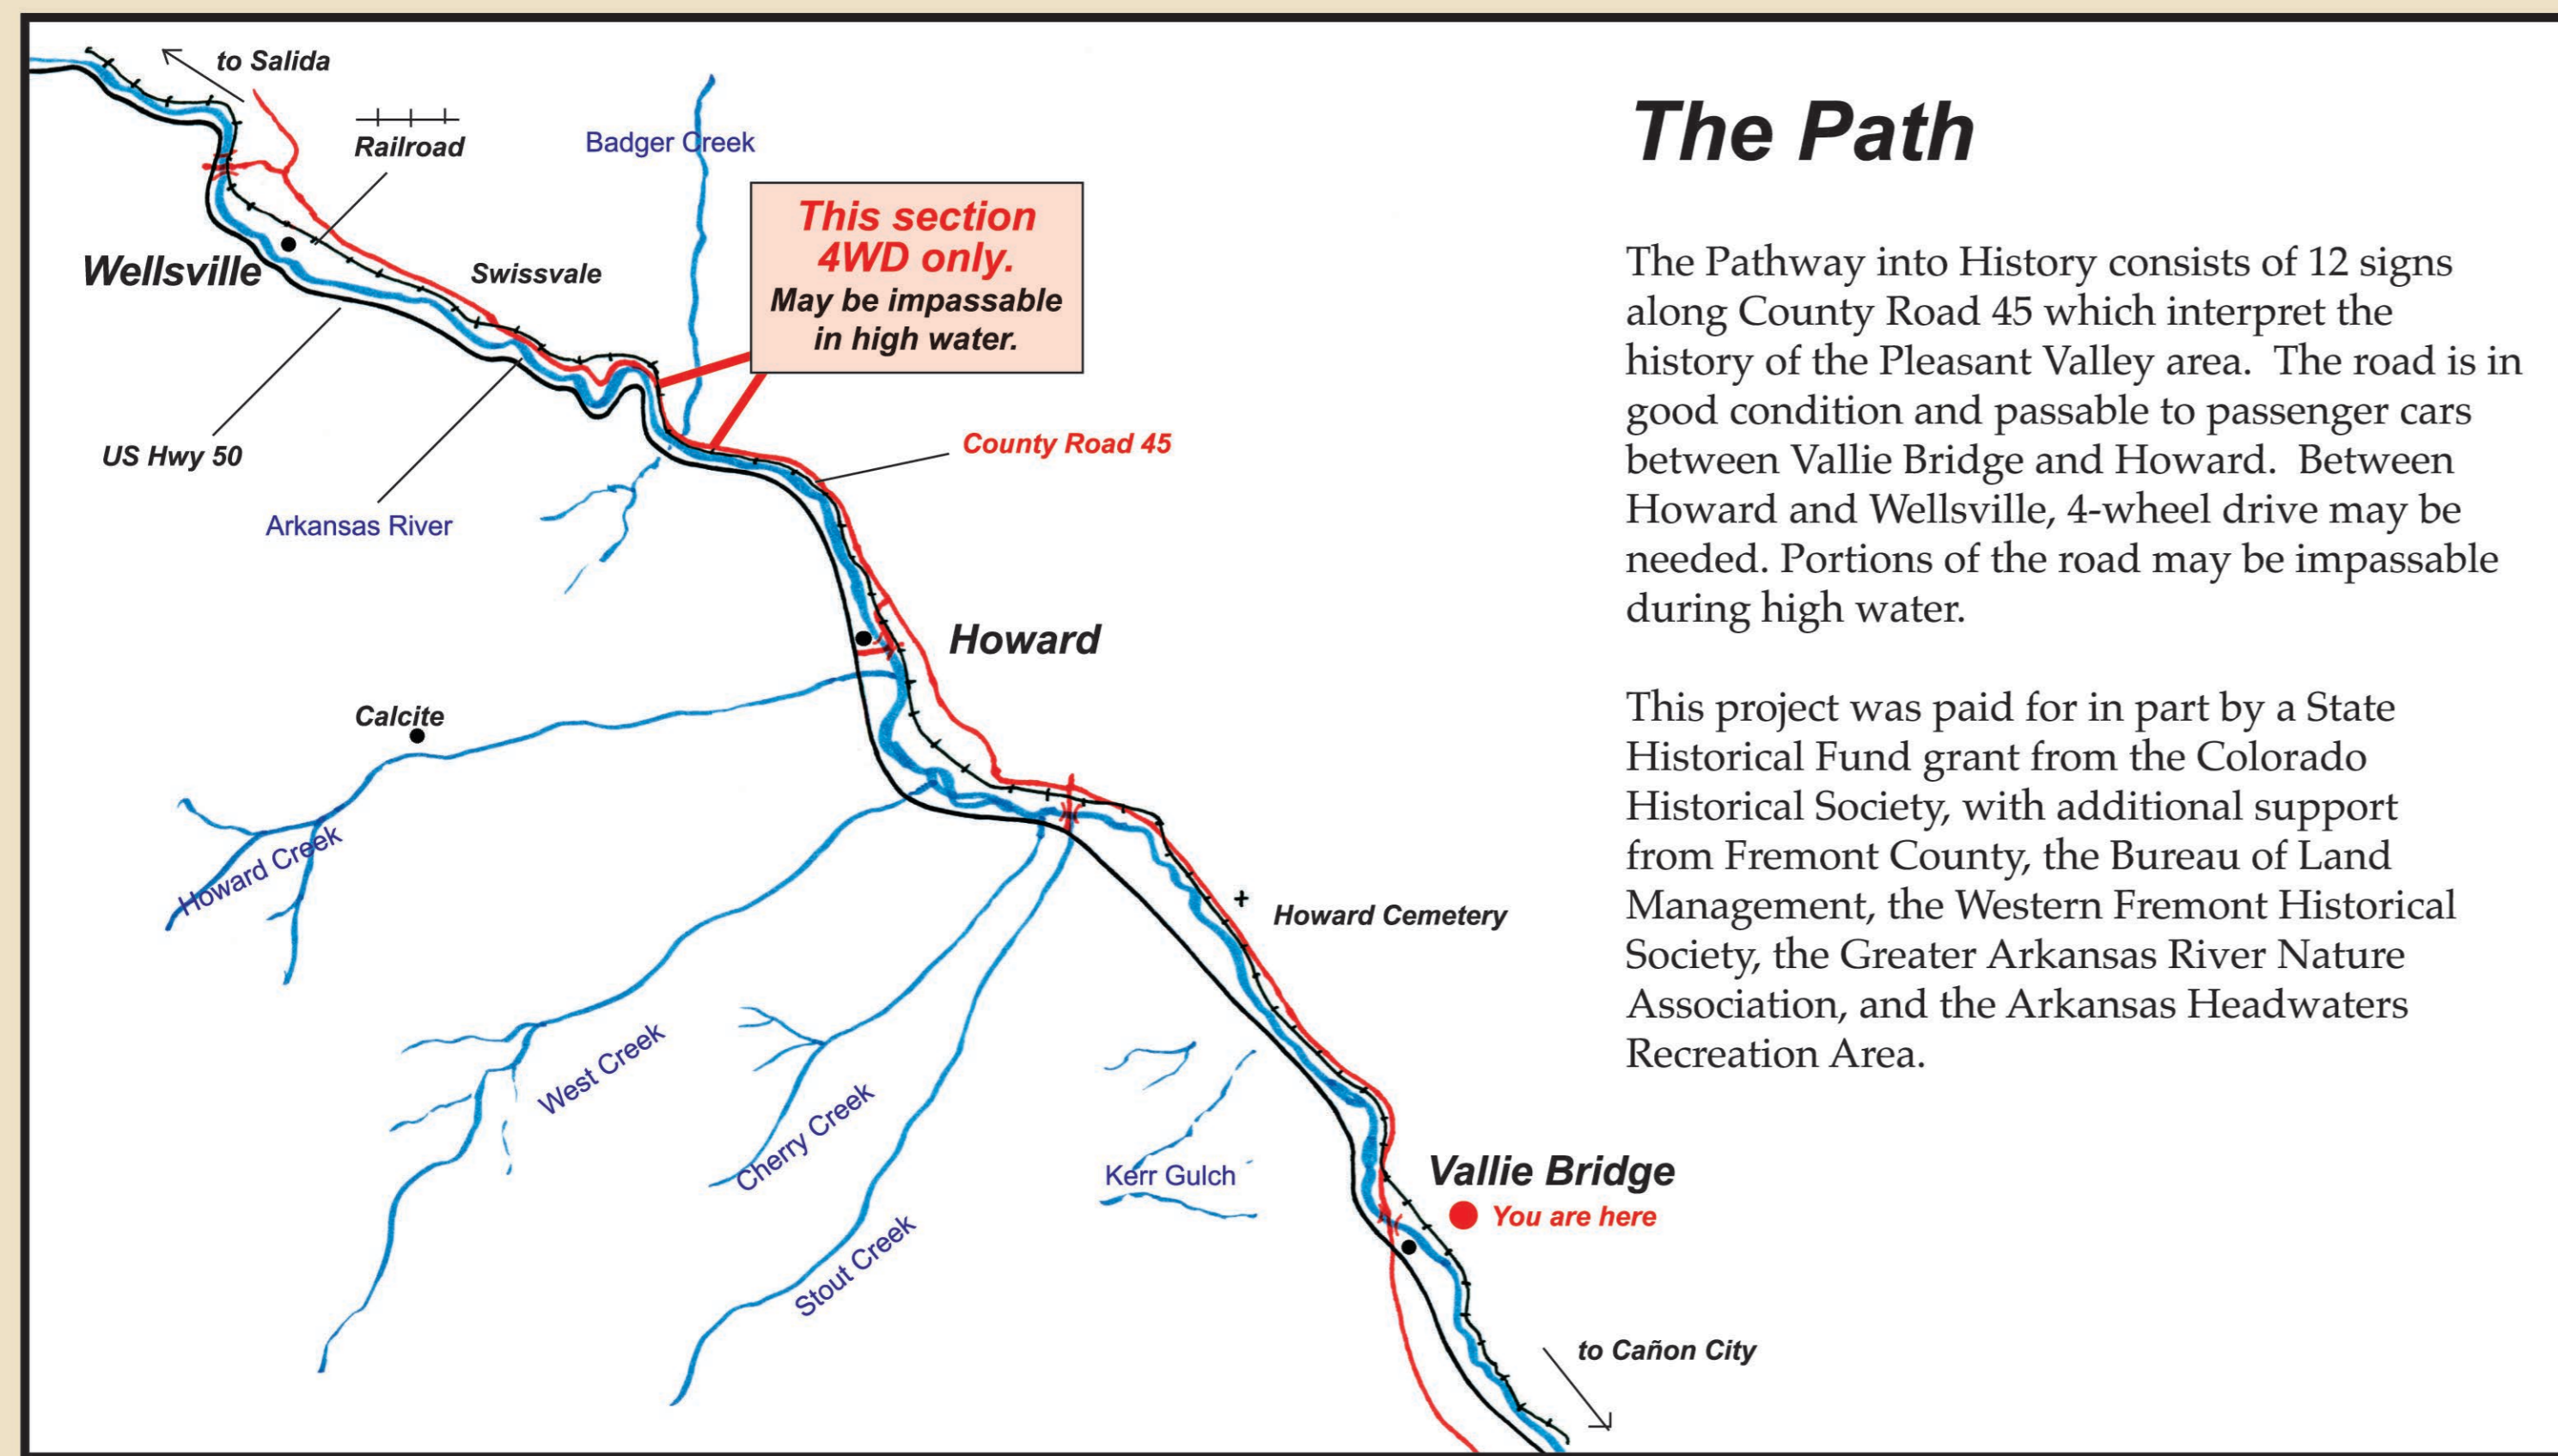 to Salida
Railroad
Badger Creek
This section
4WD only.
May be impassable
in high water.
Wellsville
Swissvale
US Hwy 50
County Road 45
Arkansas River
Howard
Calcite
Howard Creek
Howard Cemetery
West Creek
Cherry Creek
Kerr Gulch
Stout Creek
Vallie Bridge
You are here
to Cañon City
The Path
The Pathway into History consists of 12 signs
along County Road 45 which interpret the
history of the Pleasant Valley area.  The road is in
good condition and passable to passenger cars
between Vallie Bridge and Howard.  Between
Howard and Wellsville, 4-wheel drive may be
needed. Portions of the road may be impassable
during high water.
This project was paid for in part by a State
Historical Fund grant from the Colorado
Historical Society, with additional support
from Fremont County, the Bureau of Land
Management, the Western Fremont Historical
Society, the Greater Arkansas River Nature
Association, and the Arkansas Headwaters
Recreation Area.